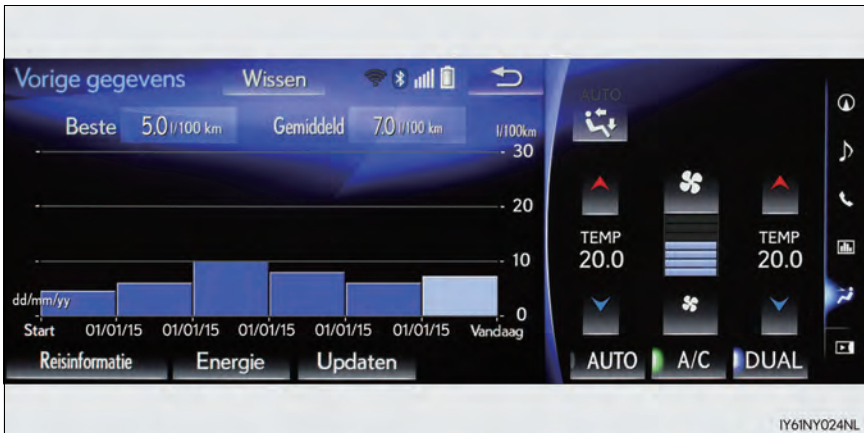 Vorige gegevens Wissen
Beste 5.0 l/100 km Gemiddeld 7.0 l/100 km l/100km
30
20
10
0
dd/mm/yy
Start 01/01/15 01/01/15 01/01/15 01/01/15 01/01/15 Vandaag
Reisinformatie Energie Updaten
AUTO
TEMP TEMP
20.0 20.0
AUTO A/C DUAL
IY61NY024NL